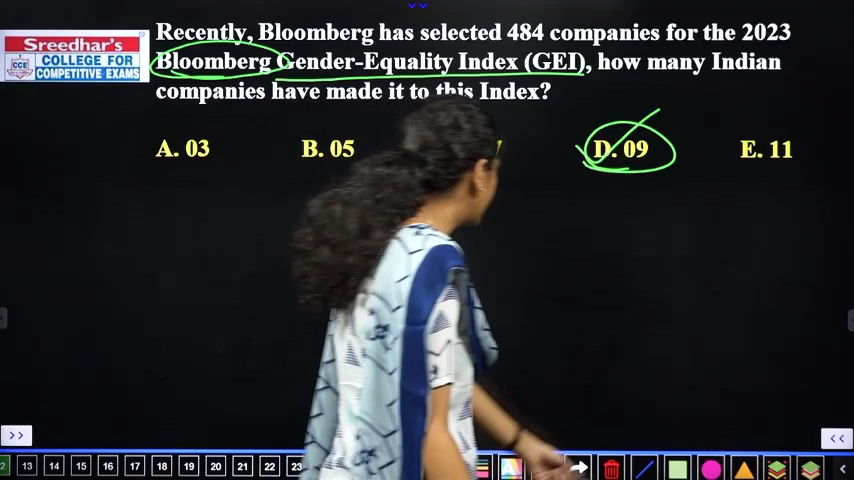 Recently, Bloomberg has selected 484 companies for the 2023
Bloomberg Gender-Equality Index (GEI), how many Indian
companies have made it to this Index?
Sreedhar's
CCE
COLLEGE FOR
COMPETITIVE EXAMS
A. 03 B. 05 D. 09 E. 11
>> <<
2 13 14 15 16 17 18 19 20 21 22 23 A